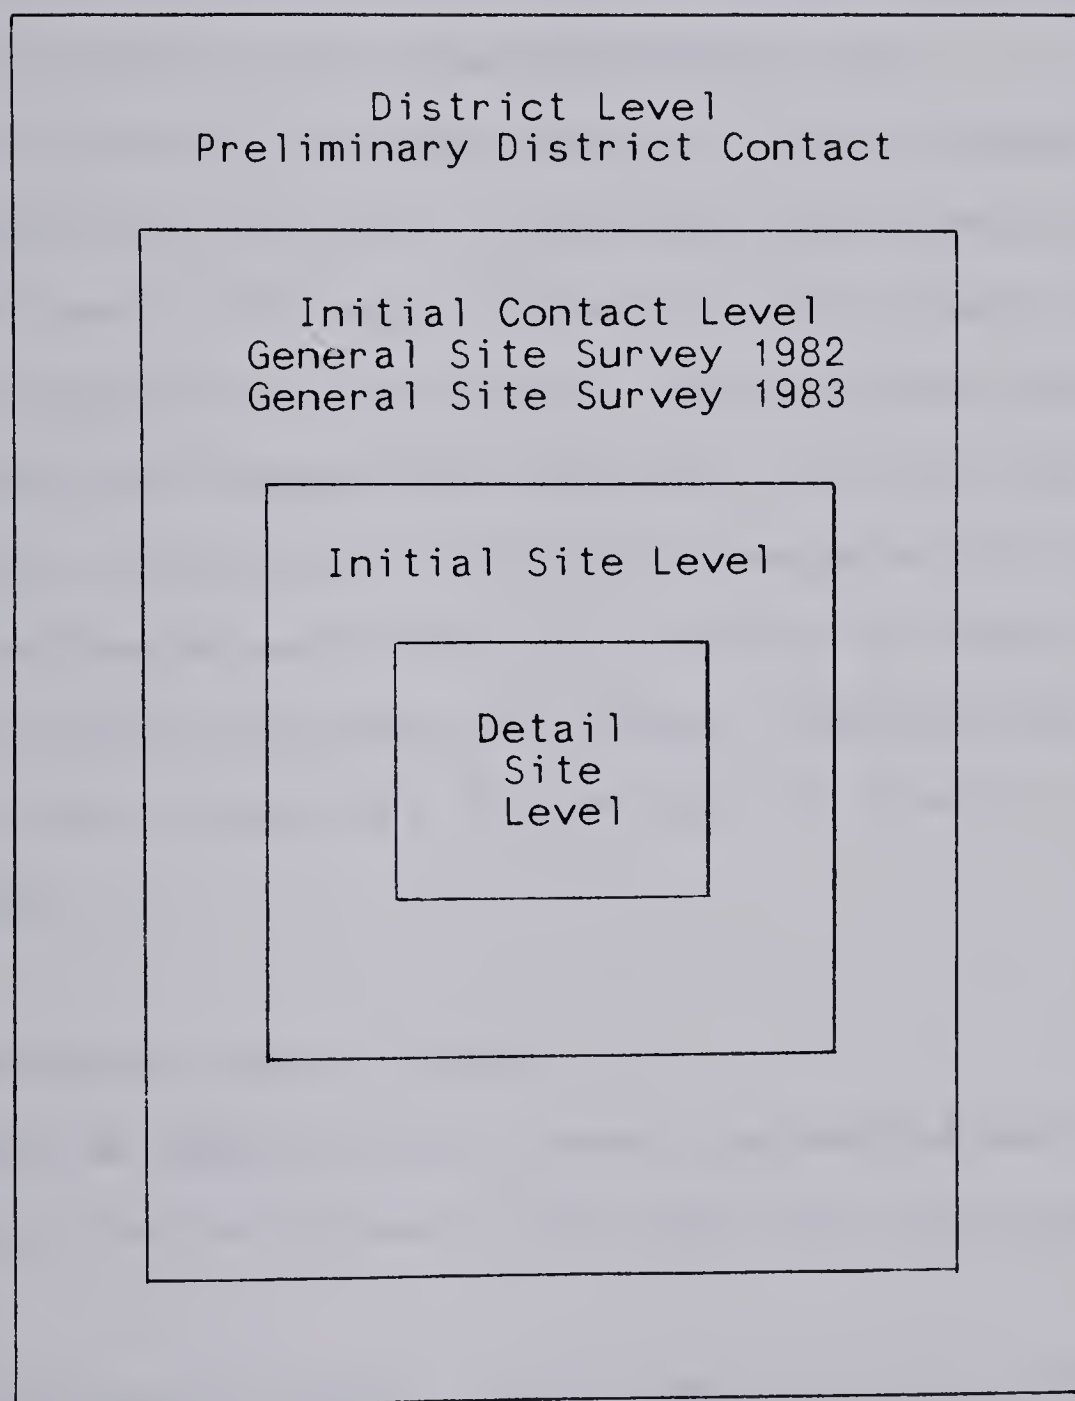 District Level
Preliminary District Contact
Initial Contact Level
General Site Survey 1982
General Site Survey 1983
Initial Site Level
Detail
Site
Level